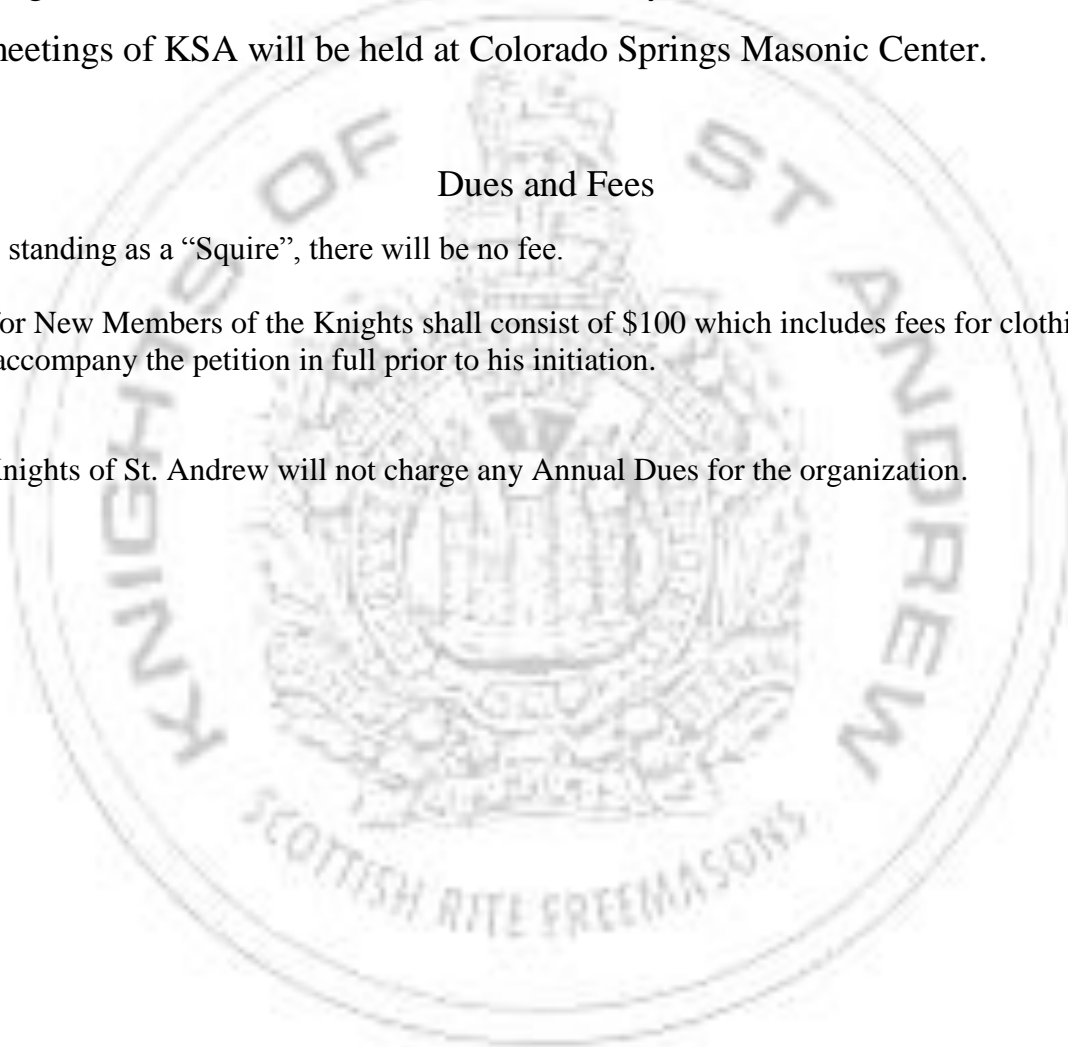 meetings of KSA will be held at Colorado Springs Masonic Center.
Dues and Fees
standing as a “Squire”, there will be no fee.
for New Members of the Knights shall consist of $100 which includes fees for
accompany the petition in full prior to his initiation.
Knights of St. Andrew will not charge any Annual Dues for the organization.
KNIGHTS OF ST ANDREW
SCOTTISH RITE FREEMASONS